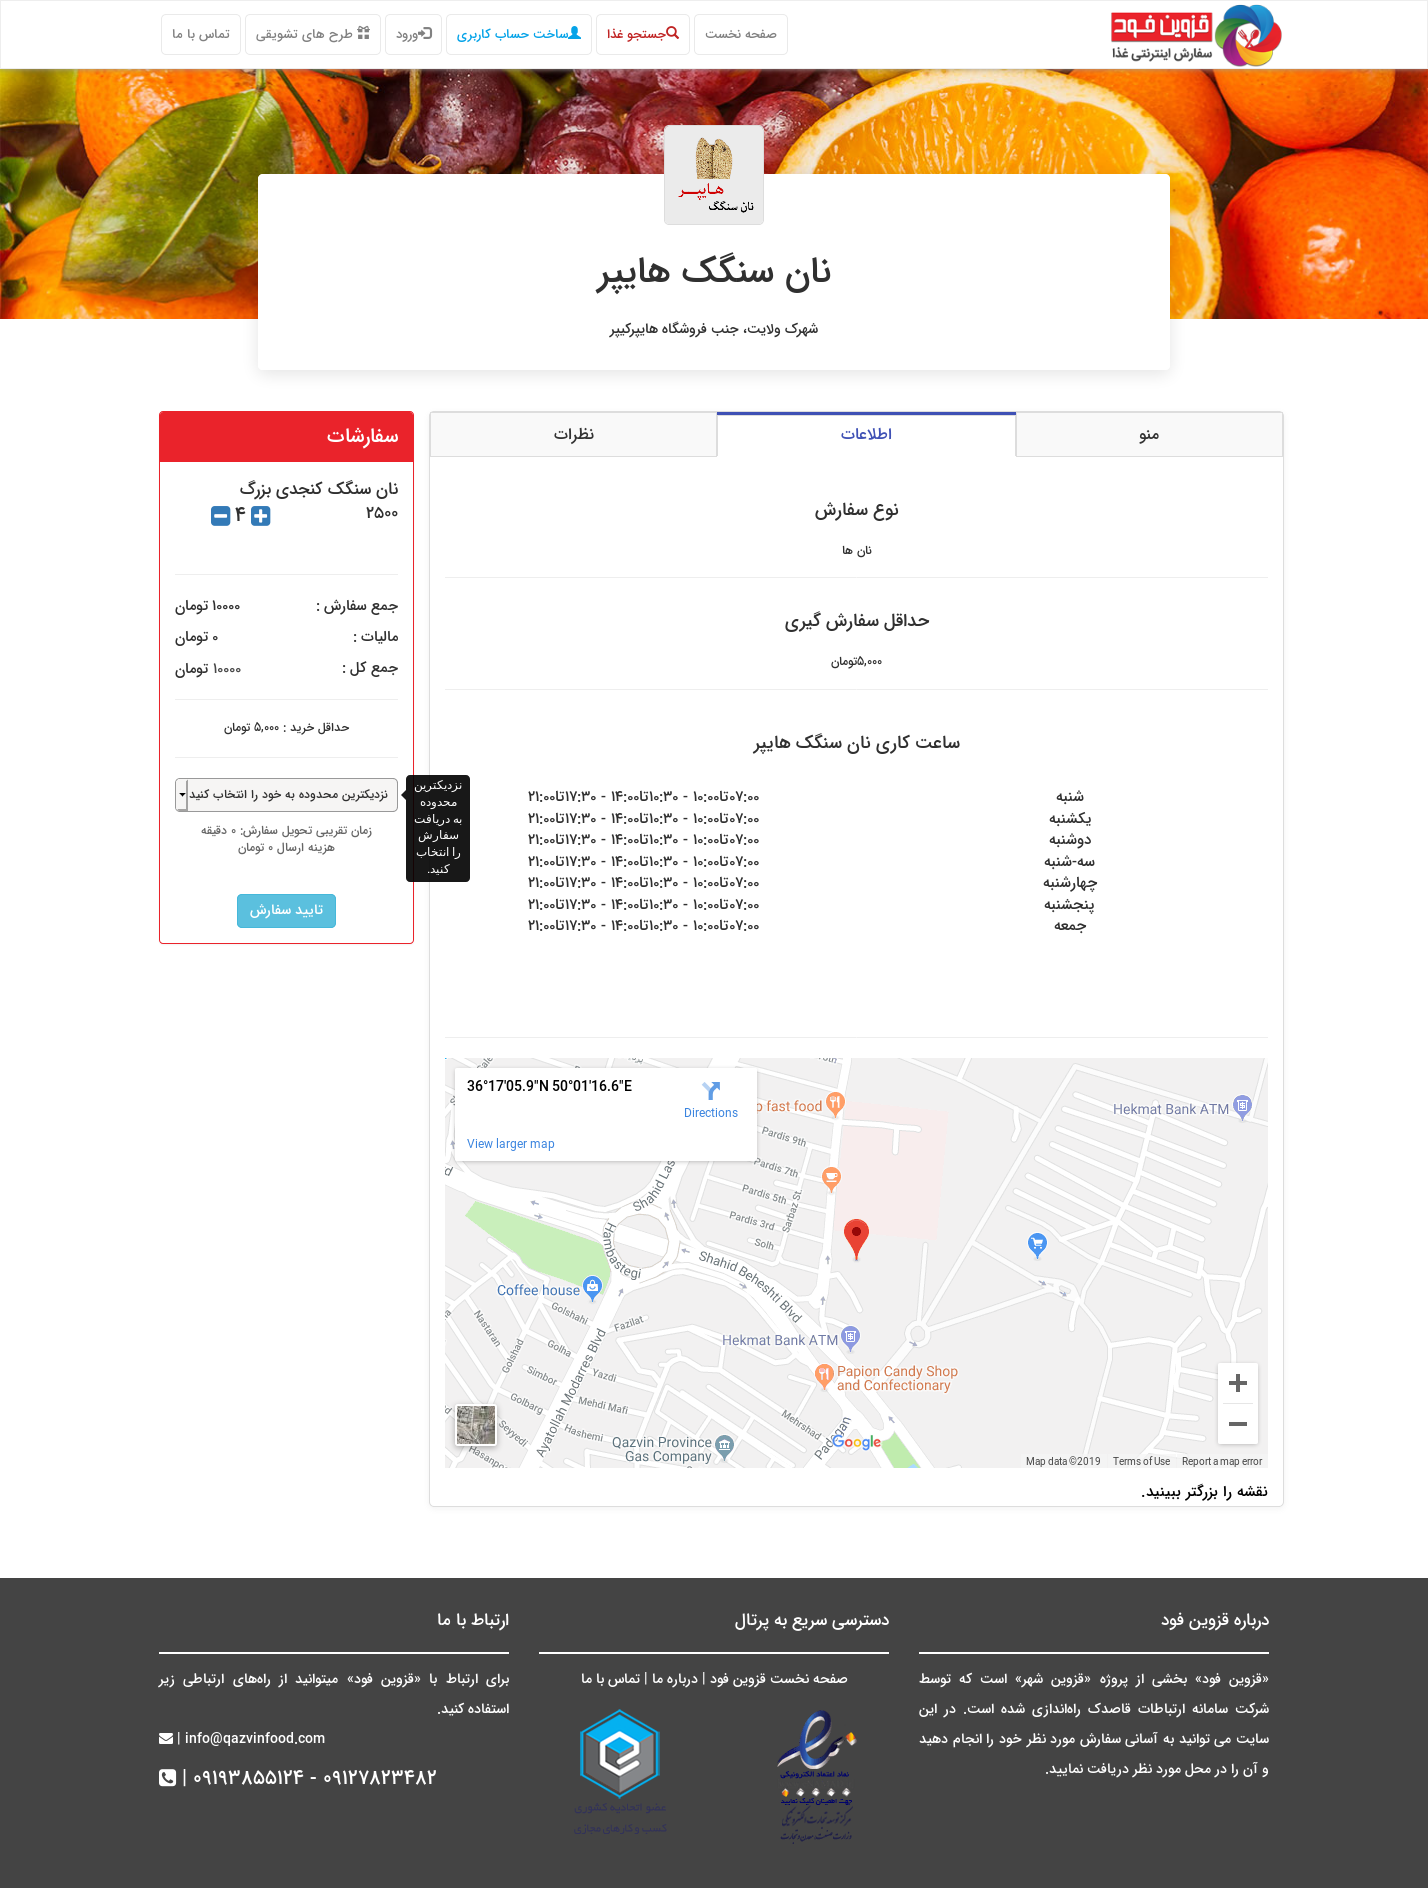 قزوین فود
سفارش اینترنتی غذا
صفحه نخست
جستجو غذا
ساخت حساب کاربری
ورود
طرح های تشویقی
تماس با ما
هایپر
نان سنگک
نان سنگک هایپر
شهرک ولایت، جنب فروشگاه هایپرکیپر
منو
اطلاعات
نظرات
نوع سفارش
نان ها
حداقل سفارش گیری
۵,۰۰۰تومان
ساعت کاری نان سنگک هایپر
شنبه ۰۷:۰۰تا۱۰:۰۰ - ۱۰:۳۰تا۱۴:۰۰ - ۱۷:۳۰تا۲۱:۰۰
یکشنبه ۰۷:۰۰تا۱۰:۰۰ - ۱۰:۳۰تا۱۴:۰۰ - ۱۷:۳۰تا۲۱:۰۰
دوشنبه ۰۷:۰۰تا۱۰:۰۰ - ۱۰:۳۰تا۱۴:۰۰ - ۱۷:۳۰تا۲۱:۰۰
سه-شنبه ۰۷:۰۰تا۱۰:۰۰ - ۱۰:۳۰تا۱۴:۰۰ - ۱۷:۳۰تا۲۱:۰۰
چهارشنبه ۰۷:۰۰تا۱۰:۰۰ - ۱۰:۳۰تا۱۴:۰۰ - ۱۷:۳۰تا۲۱:۰۰
پنجشنبه ۰۷:۰۰تا۱۰:۰۰ - ۱۰:۳۰تا۱۴:۰۰ - ۱۷:۳۰تا۲۱:۰۰
جمعه ۰۷:۰۰تا۱۰:۰۰ - ۱۰:۳۰تا۱۴:۰۰ - ۱۷:۳۰تا۲۱:۰۰
36°17'05.9"N 50°01'16.6"E
Directions
View larger map
fast food
Hekmat Bank ATM
Pardis 9th
Pardis 7th
Pardis 5th
Pardis 3rd
Sarbaz St.
Solh
Shahid Las
Hambastegi
Shahid Beheshti Blvd
Coffee house
Golshahi
Fazilat
Nastaran
Golshad
Golha
Yazdi
Sim
Golbarg
Mehdi Mafi
Hashemi
Seyyedi
Hasanpo
Ayatollah Modarres Blvd
Hekmat Bank ATM
Papion Candy Shop
and Confectionary
Mehrshad
Padegan
Qazvin Province
Gas Company
Google
Map data ©2019
Terms of Use
Report a map error
نقشه را بزرگتر ببینید.
سفارشات
نان سنگک کنجدی بزرگ
۲۵۰۰
۴
جمع سفارش : ۱۰۰۰۰ تومان
مالیات : ۰ تومان
جمع کل : ۱۰۰۰۰ تومان
حداقل خرید : ۵,۰۰۰ تومان
نزدیکترین محدوده به خود را انتخاب کنید
نزدیکترین
محدوده
به دریافت
سفارش
را انتخاب
کنید.
زمان تقریبی تحویل سفارش: ۰ دقیقه
هزینه ارسال ۰ تومان
تایید سفارش
درباره قزوین فود
«قزوین فود» بخشی از پروژه «قزوین شهر» است که توسط
شرکت سامانه ارتباطات قاصدک راه‌اندازی شده است. در این
سایت می توانید به آسانی سفارش مورد نظر خود را انجام دهید
و آن را در محل مورد نظر دریافت نمایید.
دسترسی سریع به پرتال
صفحه نخست قزوین فود | درباره ما | تماس با ما
نماد اعتماد الکترونیکی
جهت اطمینان کلیک نمایید
مرکز توسعه تجارت الکترونیکی
وزارت صنعت معدن و تجارت
عضو اتحادیه کشوری
کسب و کارهای مجازی
ارتباط با ما
برای ارتباط با «قزوین فود» میتوانید از راه‌های ارتباطی زیر
استفاده کنید.
| info@qazvinfood.com
| ۰۹۱۹۳۸۵۵۱۲۴ - ۰۹۱۲۷۸۲۳۴۸۲